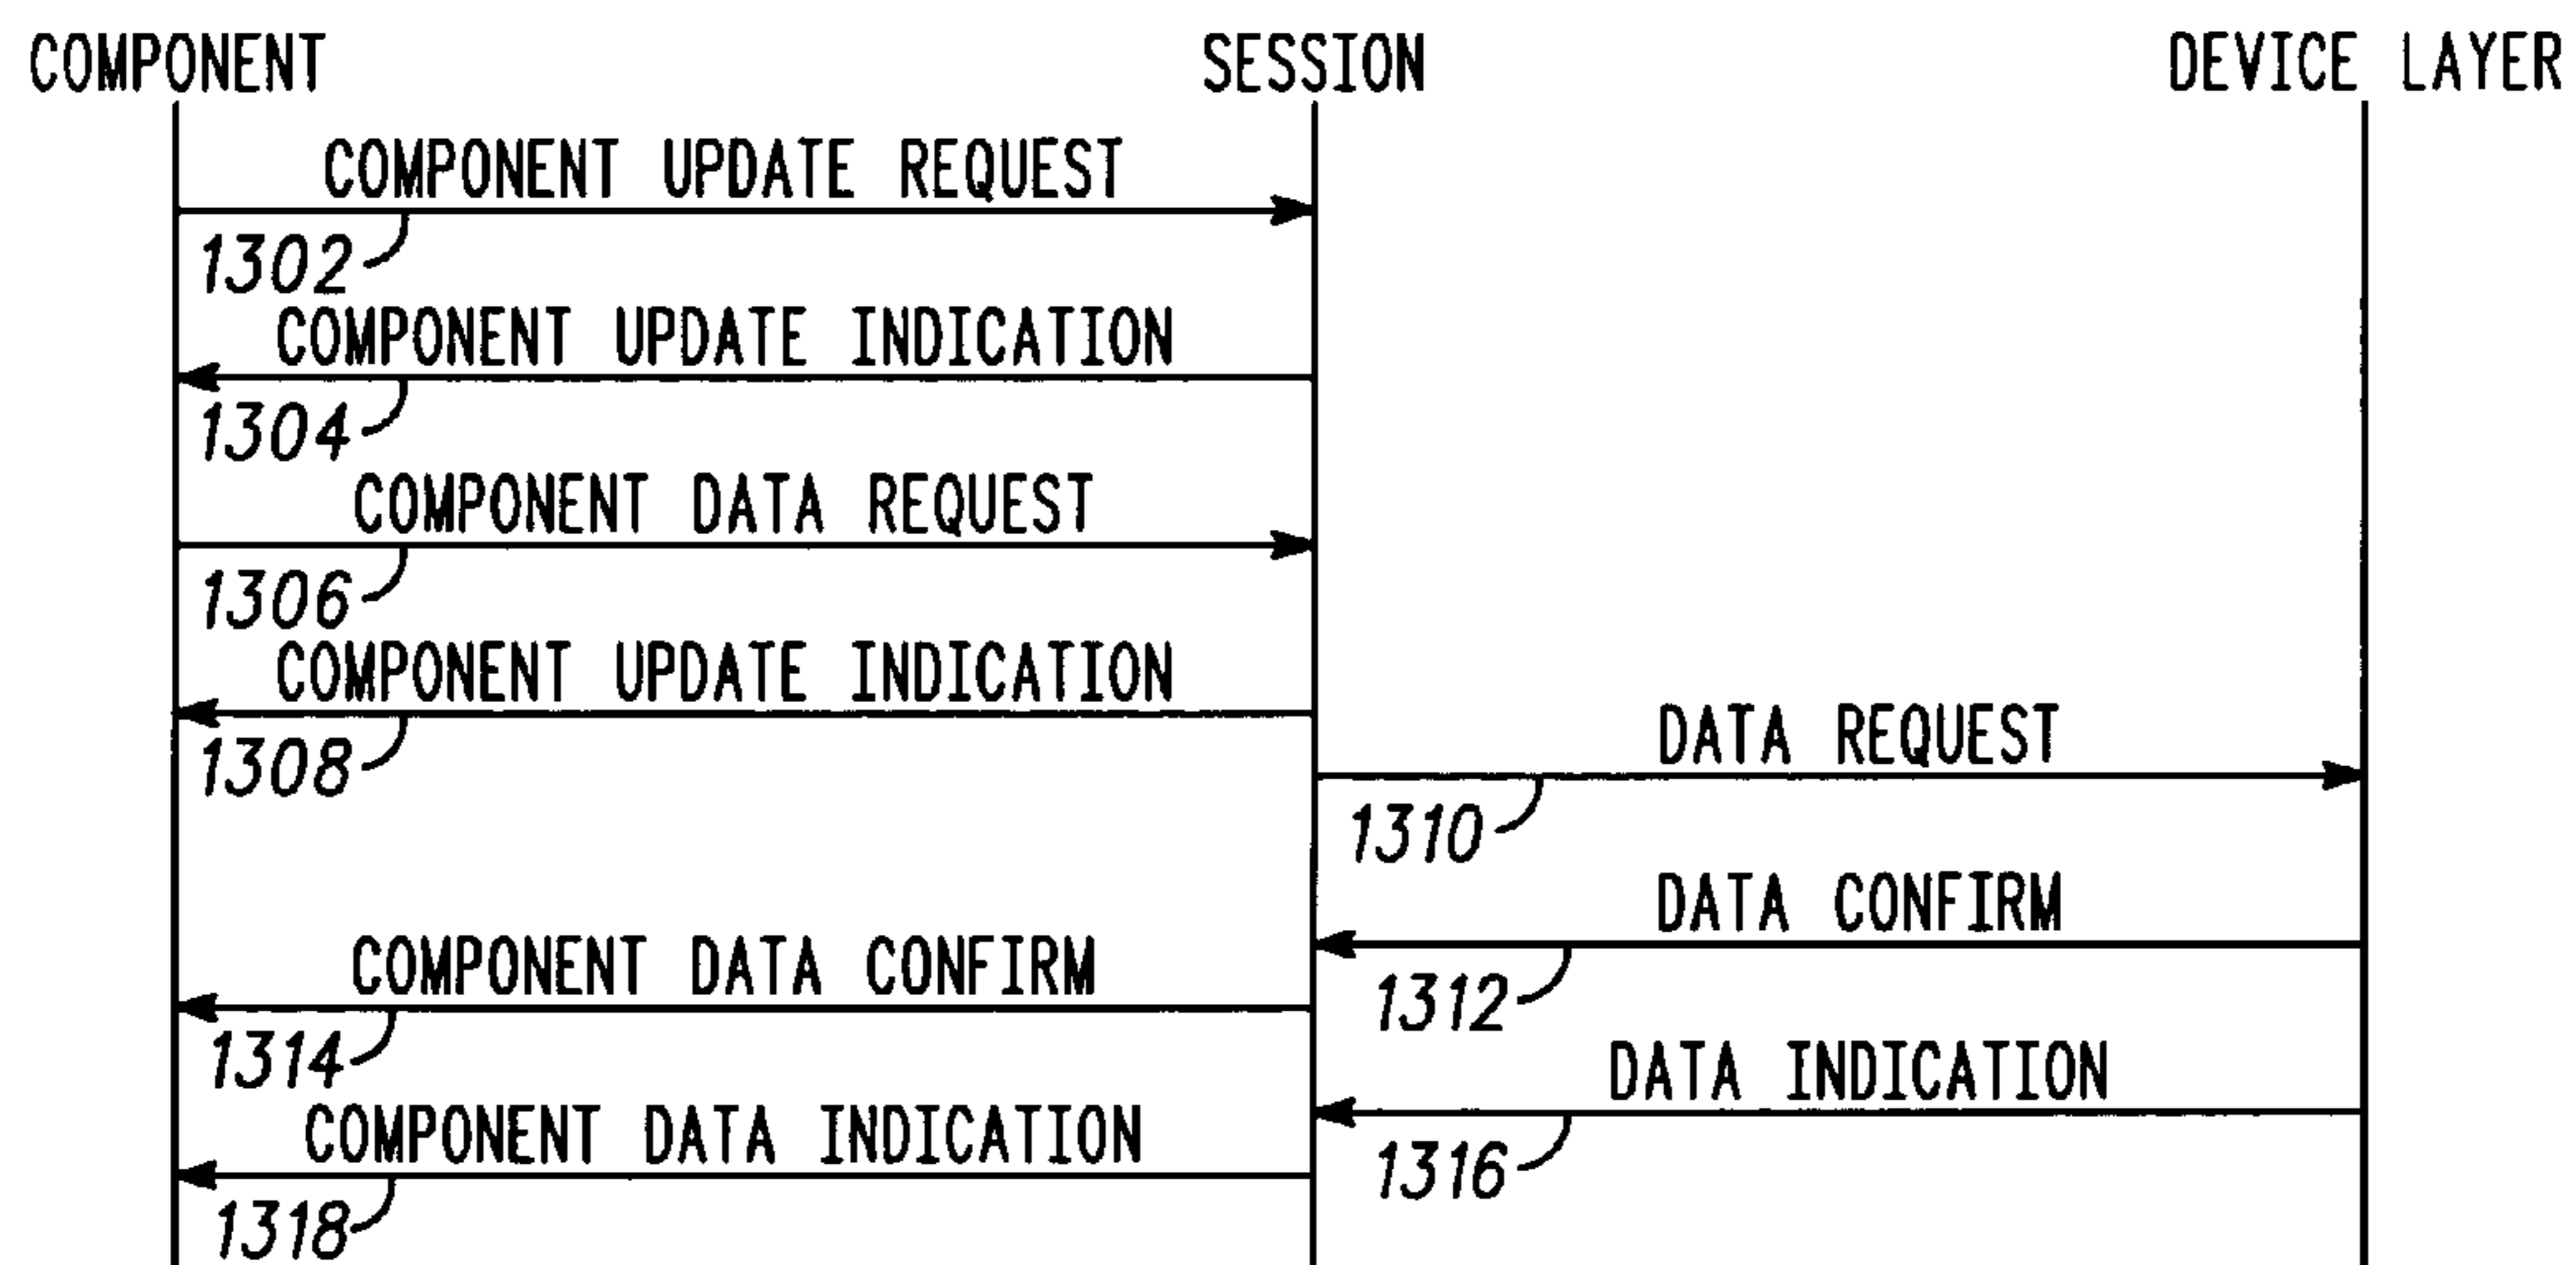 COMPONENT SESSION DEVICE LAYER
COMPONENT UPDATE REQUEST
1302
COMPONENT UPDATE INDICATION
1304
COMPONENT DATA REQUEST
1306
COMPONENT UPDATE INDICATION
1308
DATA REQUEST
1310
DATA CONFIRM
1312
COMPONENT DATA CONFIRM
1314
DATA INDICATION
1316
COMPONENT DATA INDICATION
1318